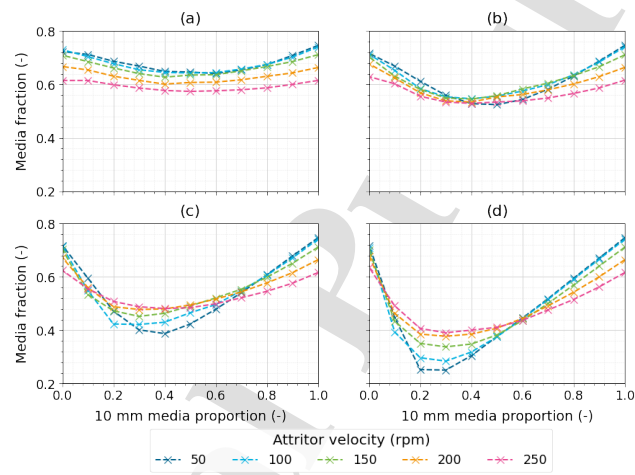 (a)
(b)
0.8
0.6
0.4
0.2
Media fraction (-)
(c)
(d)
0.8
0.6
0.4
0.2
Media fraction (-)
0.0 0.2 0.4 0.6 0.8 1.0
0.0 0.2 0.4 0.6 0.8 1.0
10 mm media proportion (-)
10 mm media proportion (-)
Attritor velocity (rpm)
50 100 150 200 250